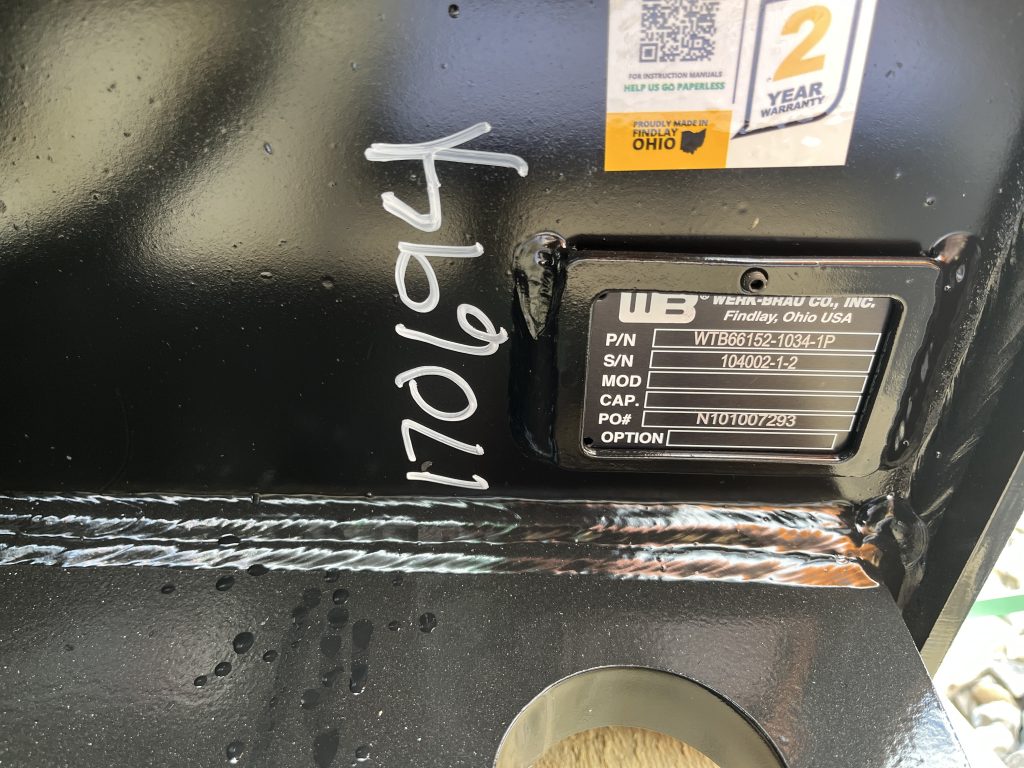 FOR INSTRUCTION MANUALS
HELP US GO PAPERLESS
PROUDLY MADE IN
FINDLAY
OHIO
2
YEAR
WARRANTY
170694
WB® WERK-BRAU CO., INC.
Findlay, Ohio USA
P/N WTB66152-1034-1P
S/N 104002-1-2
MOD
CAP.
PO# N101007293
OPTION